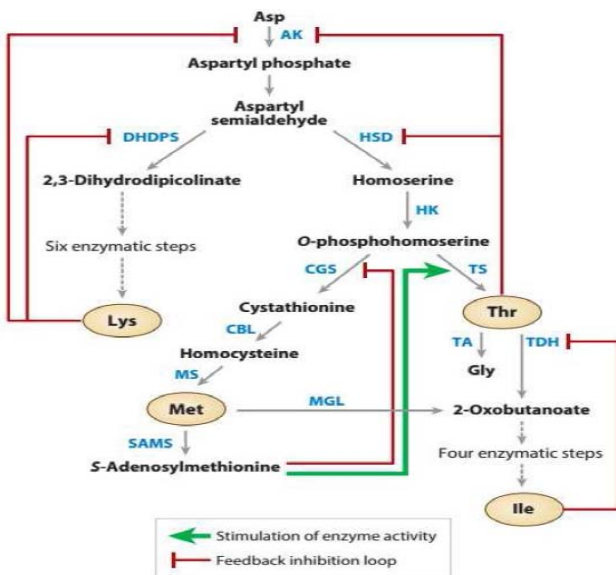 Asp
AK
Aspartyl phosphate
Aspartyl
semialdehyde
DHDPS
HSD
2,3-Dihydrodipicolinate
Homoserine
HK
Six enzymatic steps
O-phosphohomoserine
CGS
TS
Lys
Cystathionine
Thr
CBL
TA
TDH
Homocysteine
Gly
MS
Met
MGL
2-Oxobutanoate
SAMS
Four enzymatic steps
S-Adenosylmethionine
Ile
Stimulation of enzyme activity
Feedback inhibition loop